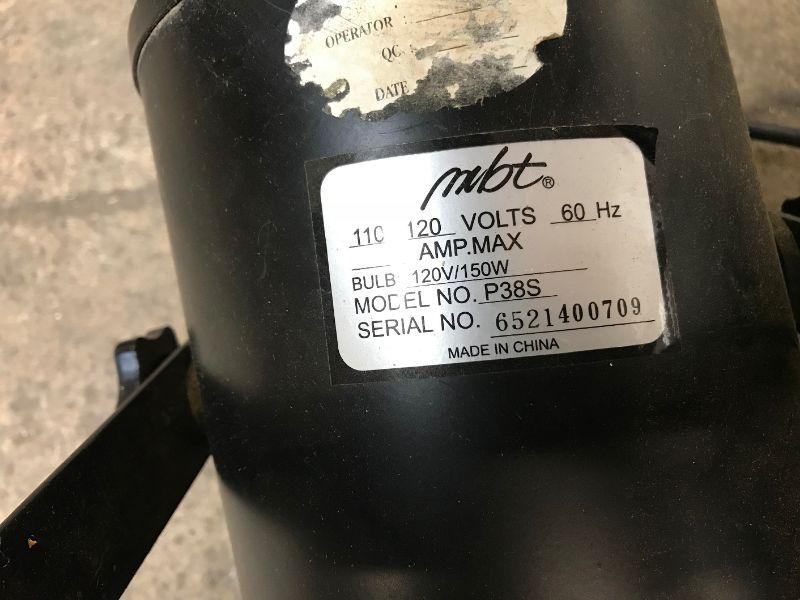 OPERATOR :
QC :
DATE
mbt®
110 120 VOLTS 60 Hz
AMP.MAX
BULB 120V/150W
MODEL NO. P38S
SERIAL NO. 6521400709
MADE IN CHINA